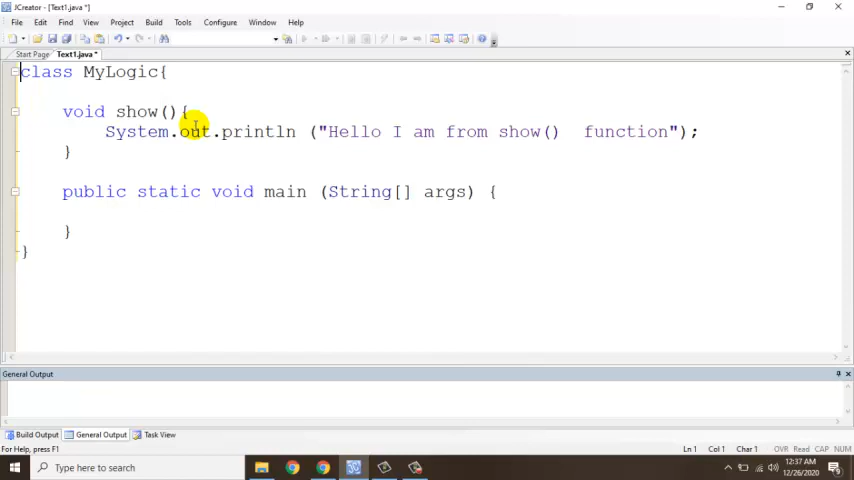 JCreator - [Text1.java *]
File Edit Find View Project Build Tools Configure Window Help
Start Page Text1.java *
class MyLogic{
void show(){
System.out.println ("Hello I am from show()  function");
}
public static void main (String[] args) {
}
}
General Output
Build Output General Output Task View
For Help, press F1 Ln 1 Col 1 Char 1 OVR Read CAP NUM
Type here to search
12:37 AM
12/26/2020